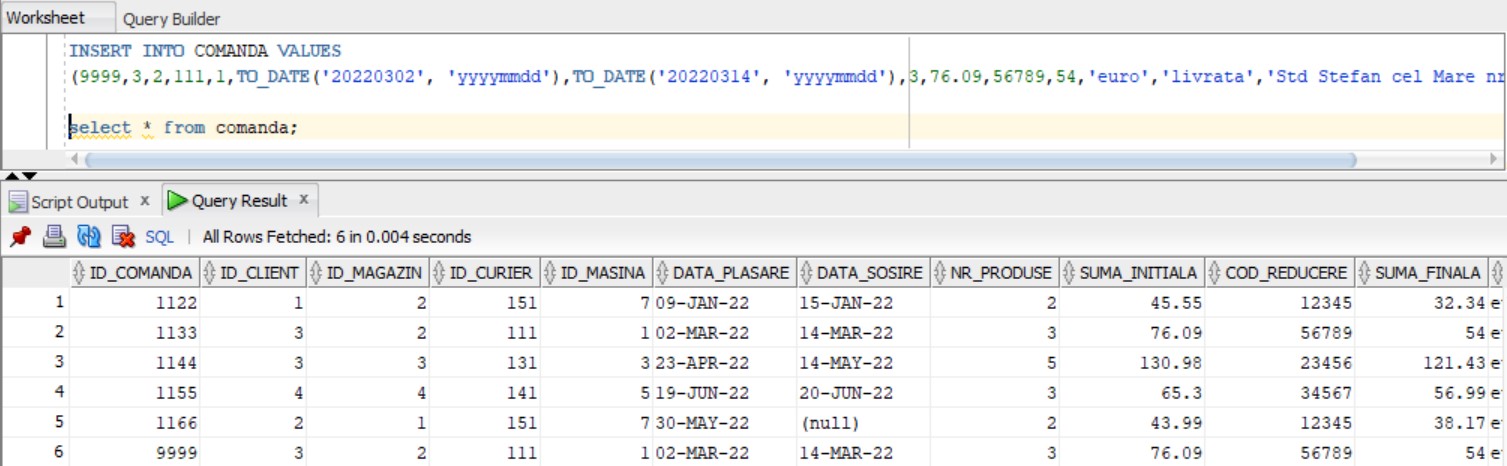 Worksheet Query Builder
INSERT INTO COMANDA VALUES
(9999,3,2,111,1,TO_DATE('20220302', 'yyyymmdd'),TO_DATE('20220314', 'yyyymmdd'),3,76.09,56789,54,'euro','livrata','Std Stefan cel Mare nr
select * from comanda;
Script Output x Query Result x
SQL | All Rows Fetched: 6 in 0.004 seconds
ID_COMANDA ID_CLIENT ID_MAGAZIN ID_CURIER ID_MASINA DATA_PLASARE DATA_SOSIRE NR_PRODUSE SUMA_INITIALA COD_REDUCERE SUMA_FINALA
1 1122 1 2 151 7 09-JAN-22 15-JAN-22 2 45.55 12345 32.34 e
2 1133 3 2 111 1 02-MAR-22 14-MAR-22 3 76.09 56789 54 e
3 1144 3 3 131 3 23-APR-22 14-MAY-22 5 130.98 23456 121.43 e
4 1155 4 4 141 5 19-JUN-22 20-JUN-22 3 65.3 34567 56.99 e
5 1166 2 1 151 7 30-MAY-22 (null) 2 43.99 12345 38.17 e
6 9999 3 2 111 1 02-MAR-22 14-MAR-22 3 76.09 56789 54 e